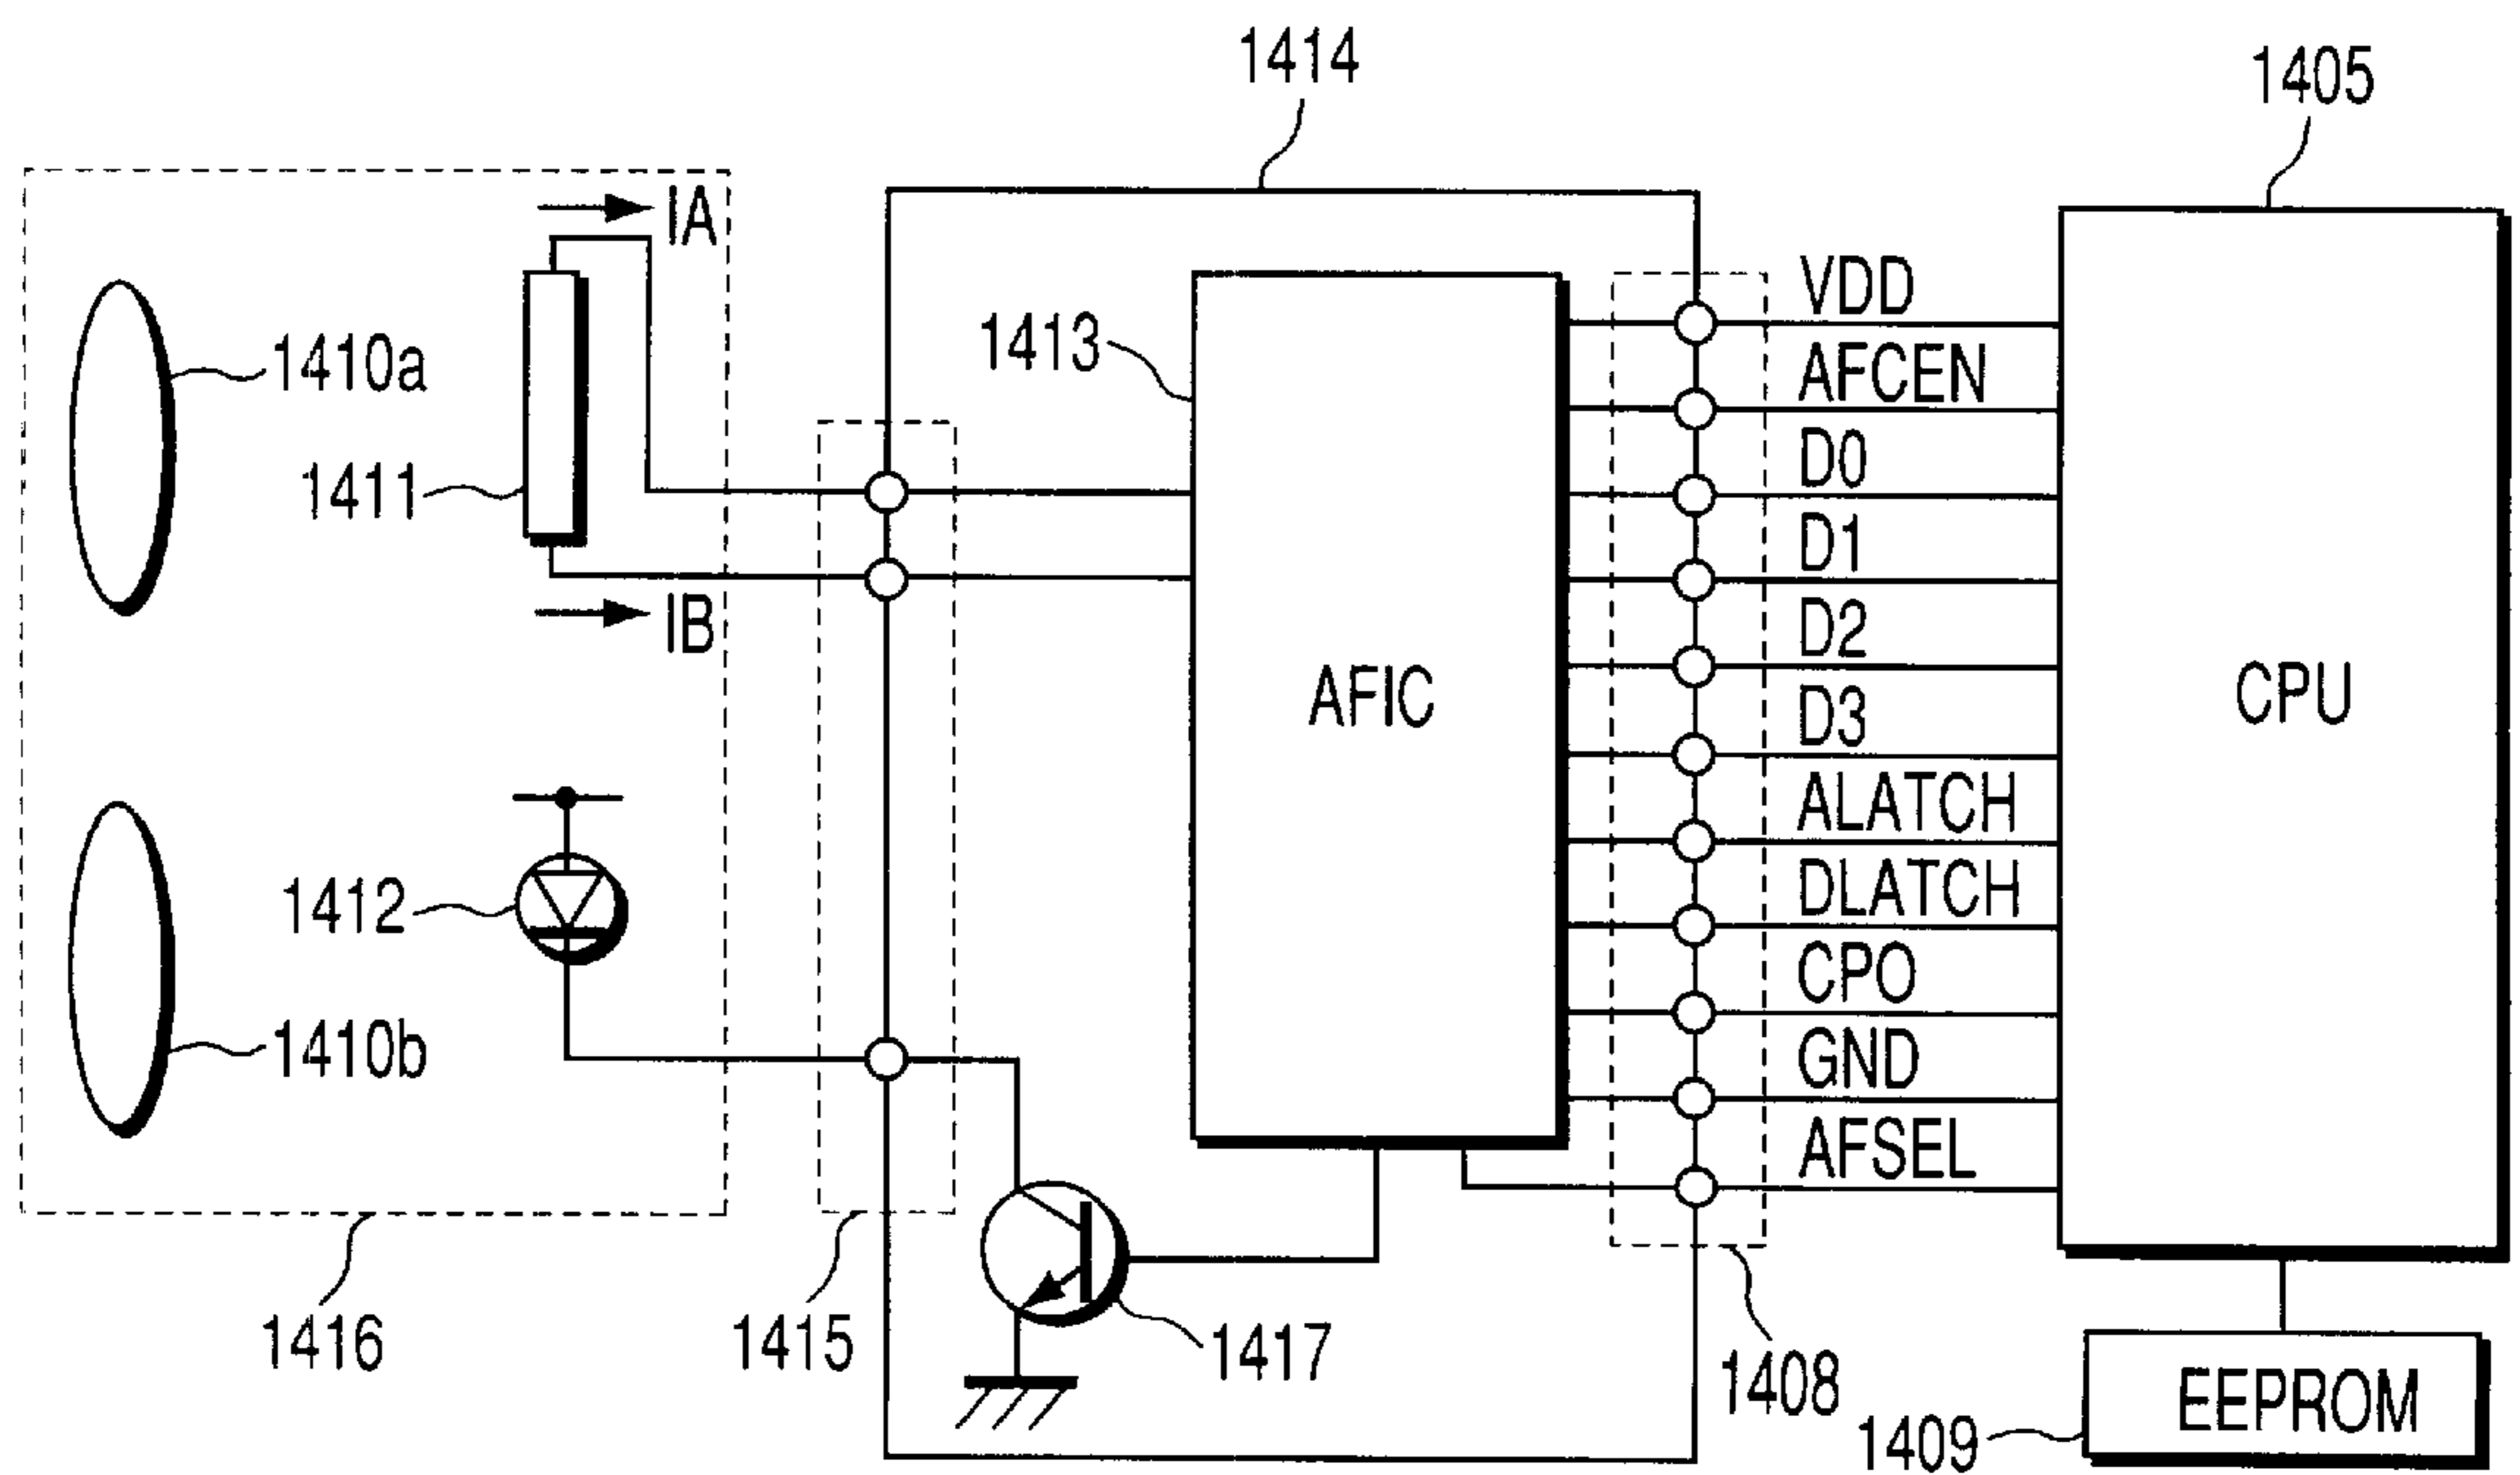 1414
1405
IA
VDD
1413
1410a
AFCEN
D0
1411
D1
IB
D2
AFIC
CPU
D3
ALATCH
1412
DLATCH
CPO
1410b
GND
AFSEL
1416
1415
1417
1408
EEPROM
1409